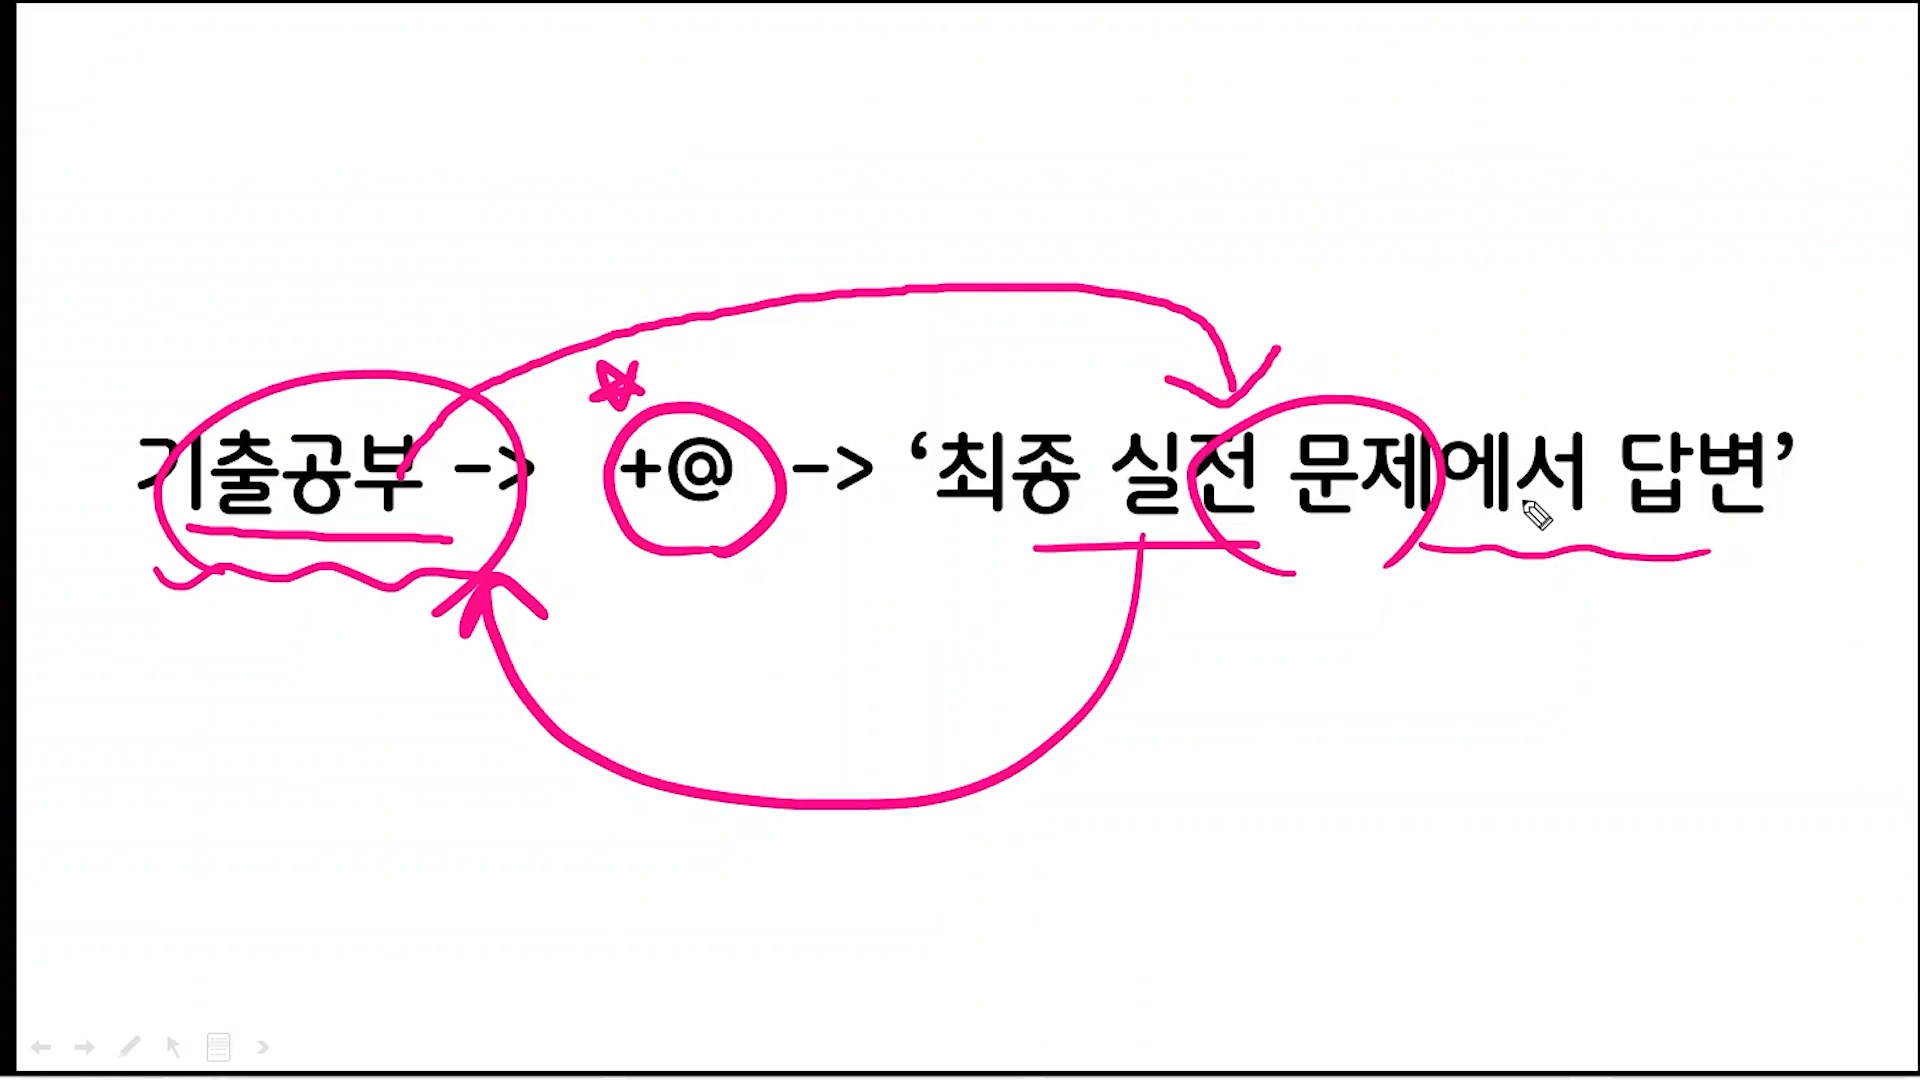 기출공부 -> +@ -> ‘최종 실전 문제에서 답변’